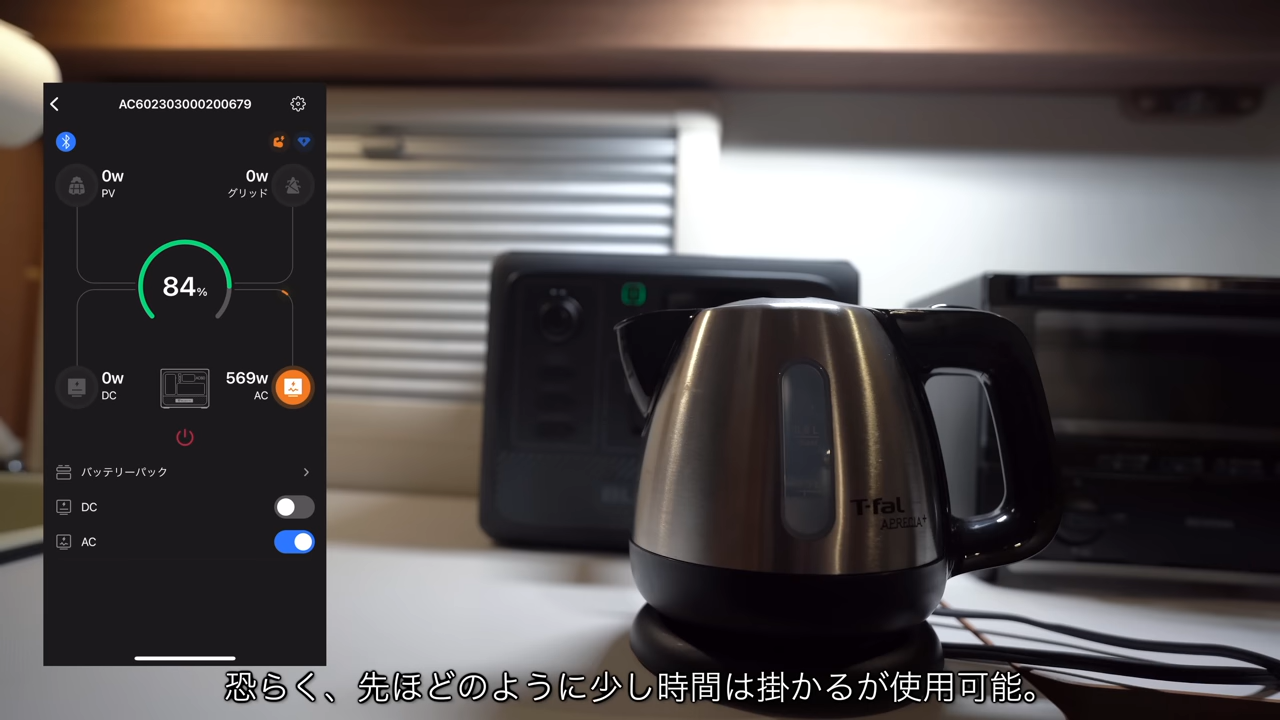 AC602303000200679
0w
PV
0w
グリッド
84%
0w
DC
569w
AC
バッテリーパック
DC
AC
T-fal
APRECIA+
恐らく、先ほどのように少し時間は掛かるが使用可能。